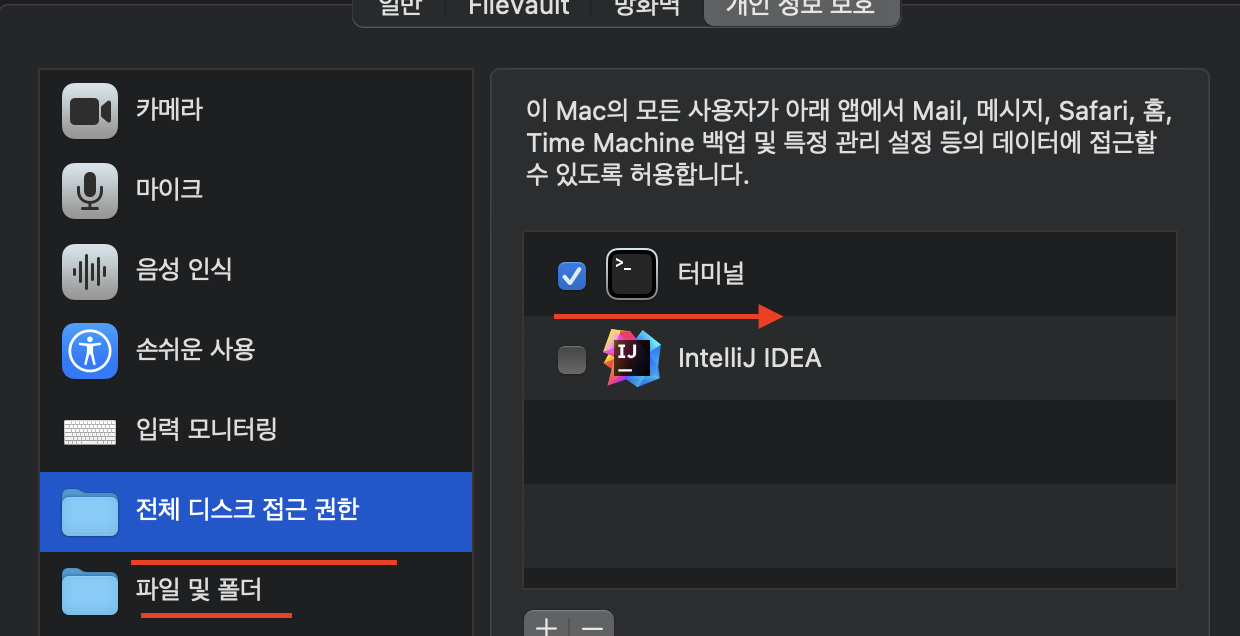 일반
FileVault
방화벽
개인 정보 보호
카메라
마이크
음성 인식
손쉬운 사용
입력 모니터링
전체 디스크 접근 권한
파일 및 폴더
이 Mac의 모든 사용자가 아래 앱에서 Mail, 메시지, Safari, 홈,
Time Machine 백업 및 특정 관리 설정 등의 데이터에 접근할
수 있도록 허용합니다.
>_
터미널
IJ
IntelliJ IDEA
+
—